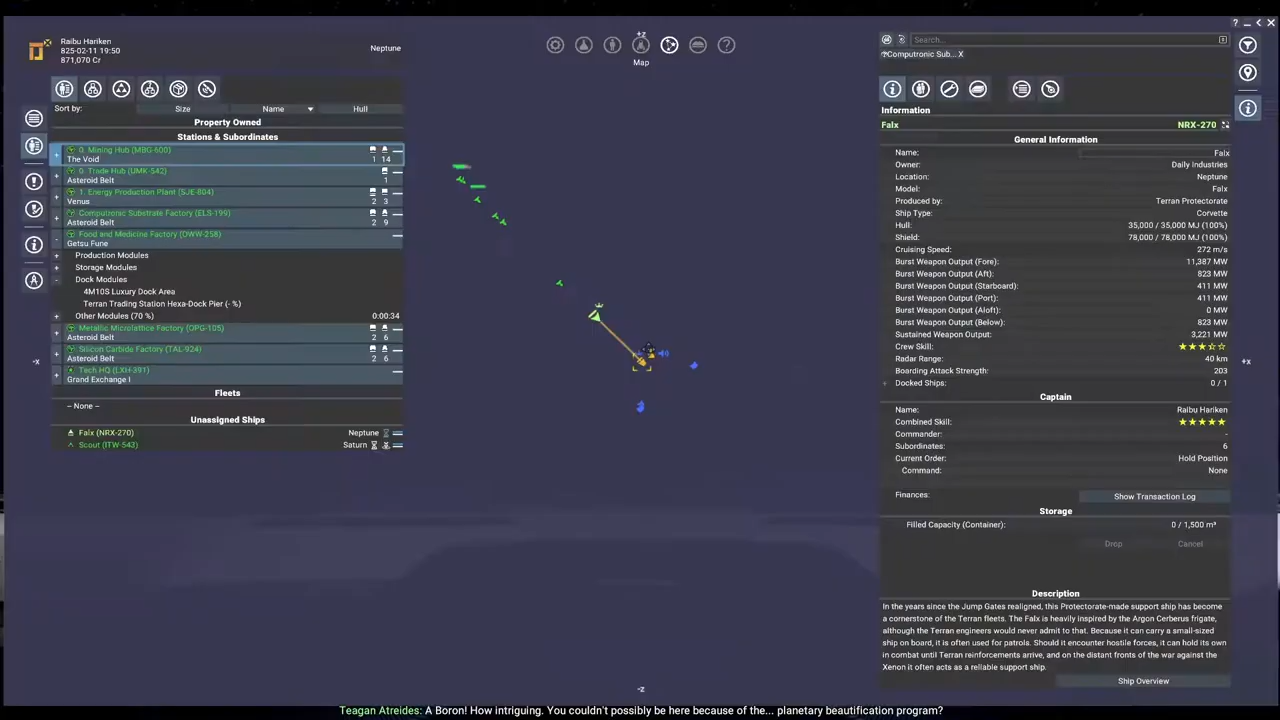 Raibu Hariken
825-02-11 19:50
871,070 Cr
Neptune
+z
Map
Search...
Computronic Sub... X
Sort by:
Size
Name
Hull
Property Owned
Stations & Subordinates
0. Mining Hub (MBG-600)
The Void
1 14
0. Trade Hub (UMK-542)
Asteroid Belt
1
1. Energy Production Plant (SJE-804)
Venus
2 3
Computronic Substrate Factory (ELS-199)
Asteroid Belt
2 9
Food and Medicine Factory (DWW-258)
Getsu Fune
+ Production Modules
+ Storage Modules
- Dock Modules
4M10S Luxury Dock Area
Terran Trading Station Hexa-Dock Pier (- %)
+ Other Modules (70 %)
0:00:34
Metallic Microlattice Factory (OPG-105)
Asteroid Belt
2 6
Silicon Carbide Factory (TAL-924)
Asteroid Belt
2 6
Tech HQ (LXH-391)
Grand Exchange I
Fleets
-- None --
Unassigned Ships
Falx (NRX-270)
Neptune
Scout (ITW-543)
Saturn
-x
+x
-z
Information
Falx
NRX-270
General Information
Name: Falx
Owner: Daily Industries
Location: Neptune
Model: Falx
Produced by: Terran Protectorate
Ship Type: Corvette
Hull: 35,000 / 35,000 MJ (100%)
Shield: 78,000 / 78,000 MJ (100%)
Cruising Speed: 272 m/s
Burst Weapon Output (Fore): 11,387 MW
Burst Weapon Output (Aft): 823 MW
Burst Weapon Output (Starboard): 411 MW
Burst Weapon Output (Port): 411 MW
Burst Weapon Output (Aloft): 0 MW
Burst Weapon Output (Below): 823 MW
Sustained Weapon Output: 3,221 MW
Crew Skill: ★★★☆☆
Radar Range: 40 km
Boarding Attack Strength: 203
+ Docked Ships: 0 / 1
Captain
Name: Raibu Hariken
Combined Skill: ★★★★★
Commander: -
Subordinates: 6
Current Order: Hold Position
Command: None
Finances: Show Transaction Log
Storage
Filled Capacity (Container): 0 / 1,500 m³
Drop
Cancel
Description
In the years since the Jump Gates realigned, this Protectorate-made support ship has become
a cornerstone of the Terran fleets. The Falx is heavily inspired by the Argon Cerberus frigate,
although the Terran engineers would never admit to that. Because it can carry a small-sized
ship on board, it is often used for patrols. Should it encounter hostile forces, it can hold its own
in combat until Terran reinforcements arrive, and on the distant fronts of the war against the
Xenon it often acts as a reliable support ship.
Ship Overview
Teagan Atreides: A Boron! How intriguing. You couldn't possibly be here because of the... planetary beautification program?